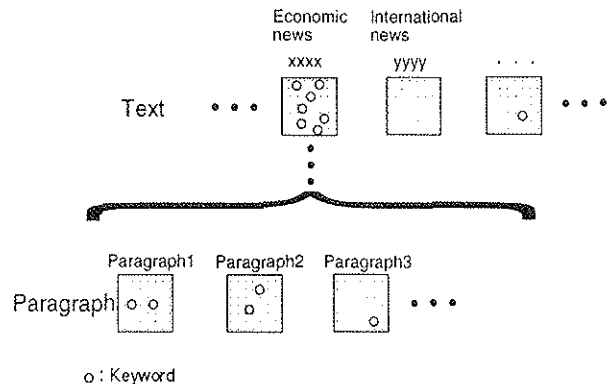 Economic
news
International
news
xxxx
yyyy
. . .
Text
Paragraph1
Paragraph2
Paragraph3
Paragraph
o : Keyword